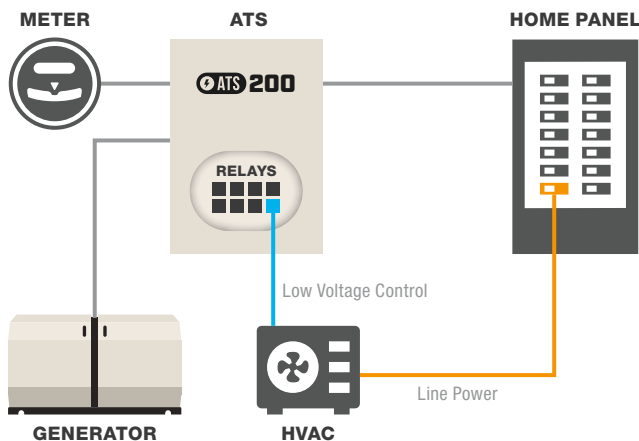 METER
ATS
HOME PANEL
ATS 200
RELAYS
Low Voltage Control
Line Power
GENERATOR
HVAC